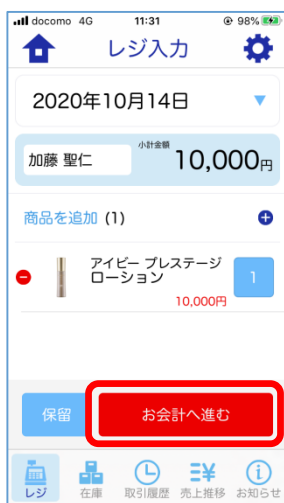 docomo 4G 11:31 98%
レジ入力
2020年10月14日
小計金額
加藤 聖仁 10,000円
商品を追加 (1)
アイビー プレステージ
ローション 1
10,000円
保留 お会計へ進む
レジ 在庫 取引履歴 売上推移 お知らせ